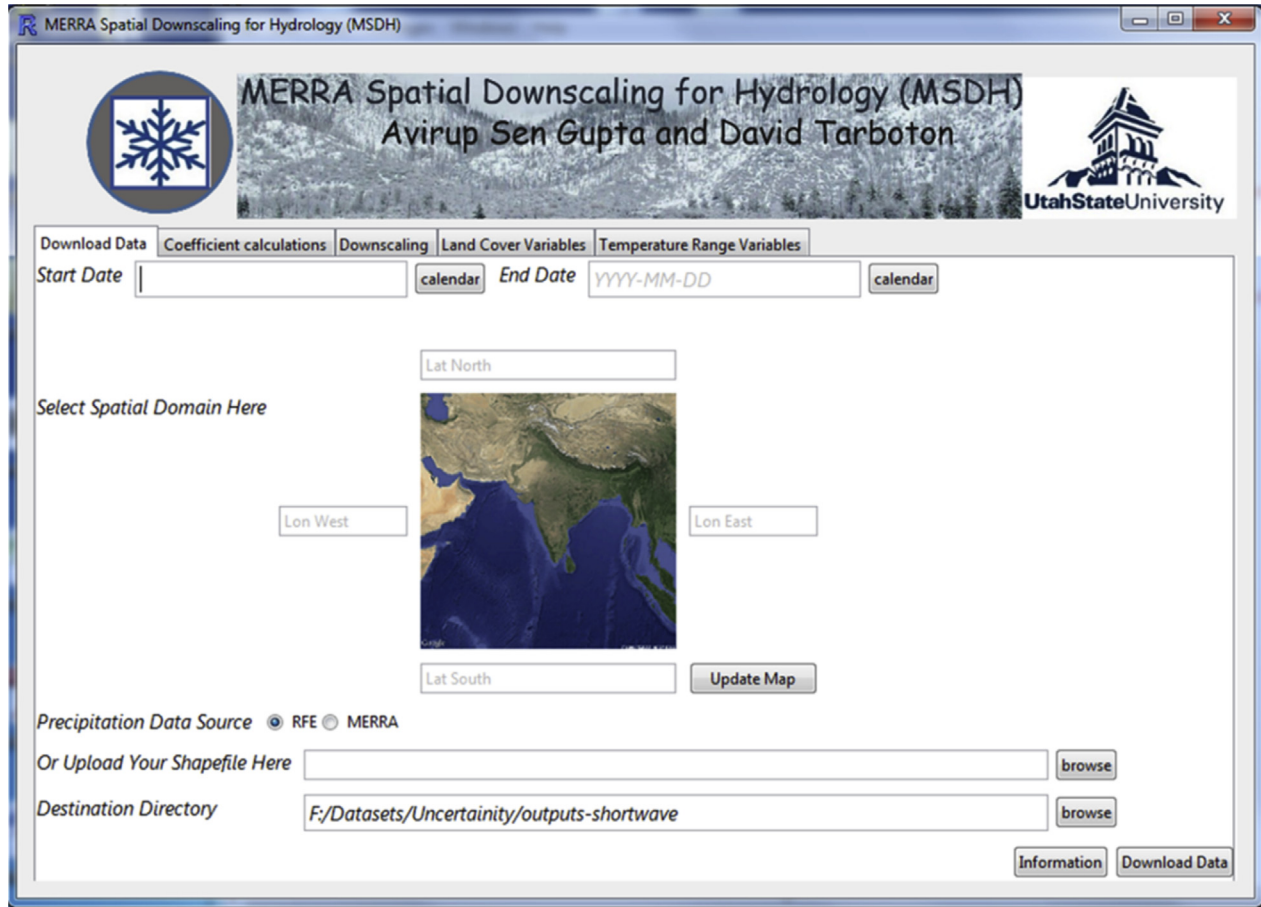 MERRA Spatial Downscaling for Hydrology (MSDH)
MERRA Spatial Downscaling for Hydrology (MSDH)
Avirup Sen Gupta and David Tarboton
UtahStateUniversity
Download Data Coefficient calculations Downscaling Land Cover Variables Temperature Range Variables
Start Date calendar End Date YYYY-MM-DD calendar
Lat North
Select Spatial Domain Here
Lon West Lon East
Google
Lat South Update Map
Precipitation Data Source RFE MERRA
Or Upload Your Shapefile Here browse
Destination Directory F:/Datasets/Uncertainity/outputs-shortwave browse
Information Download Data